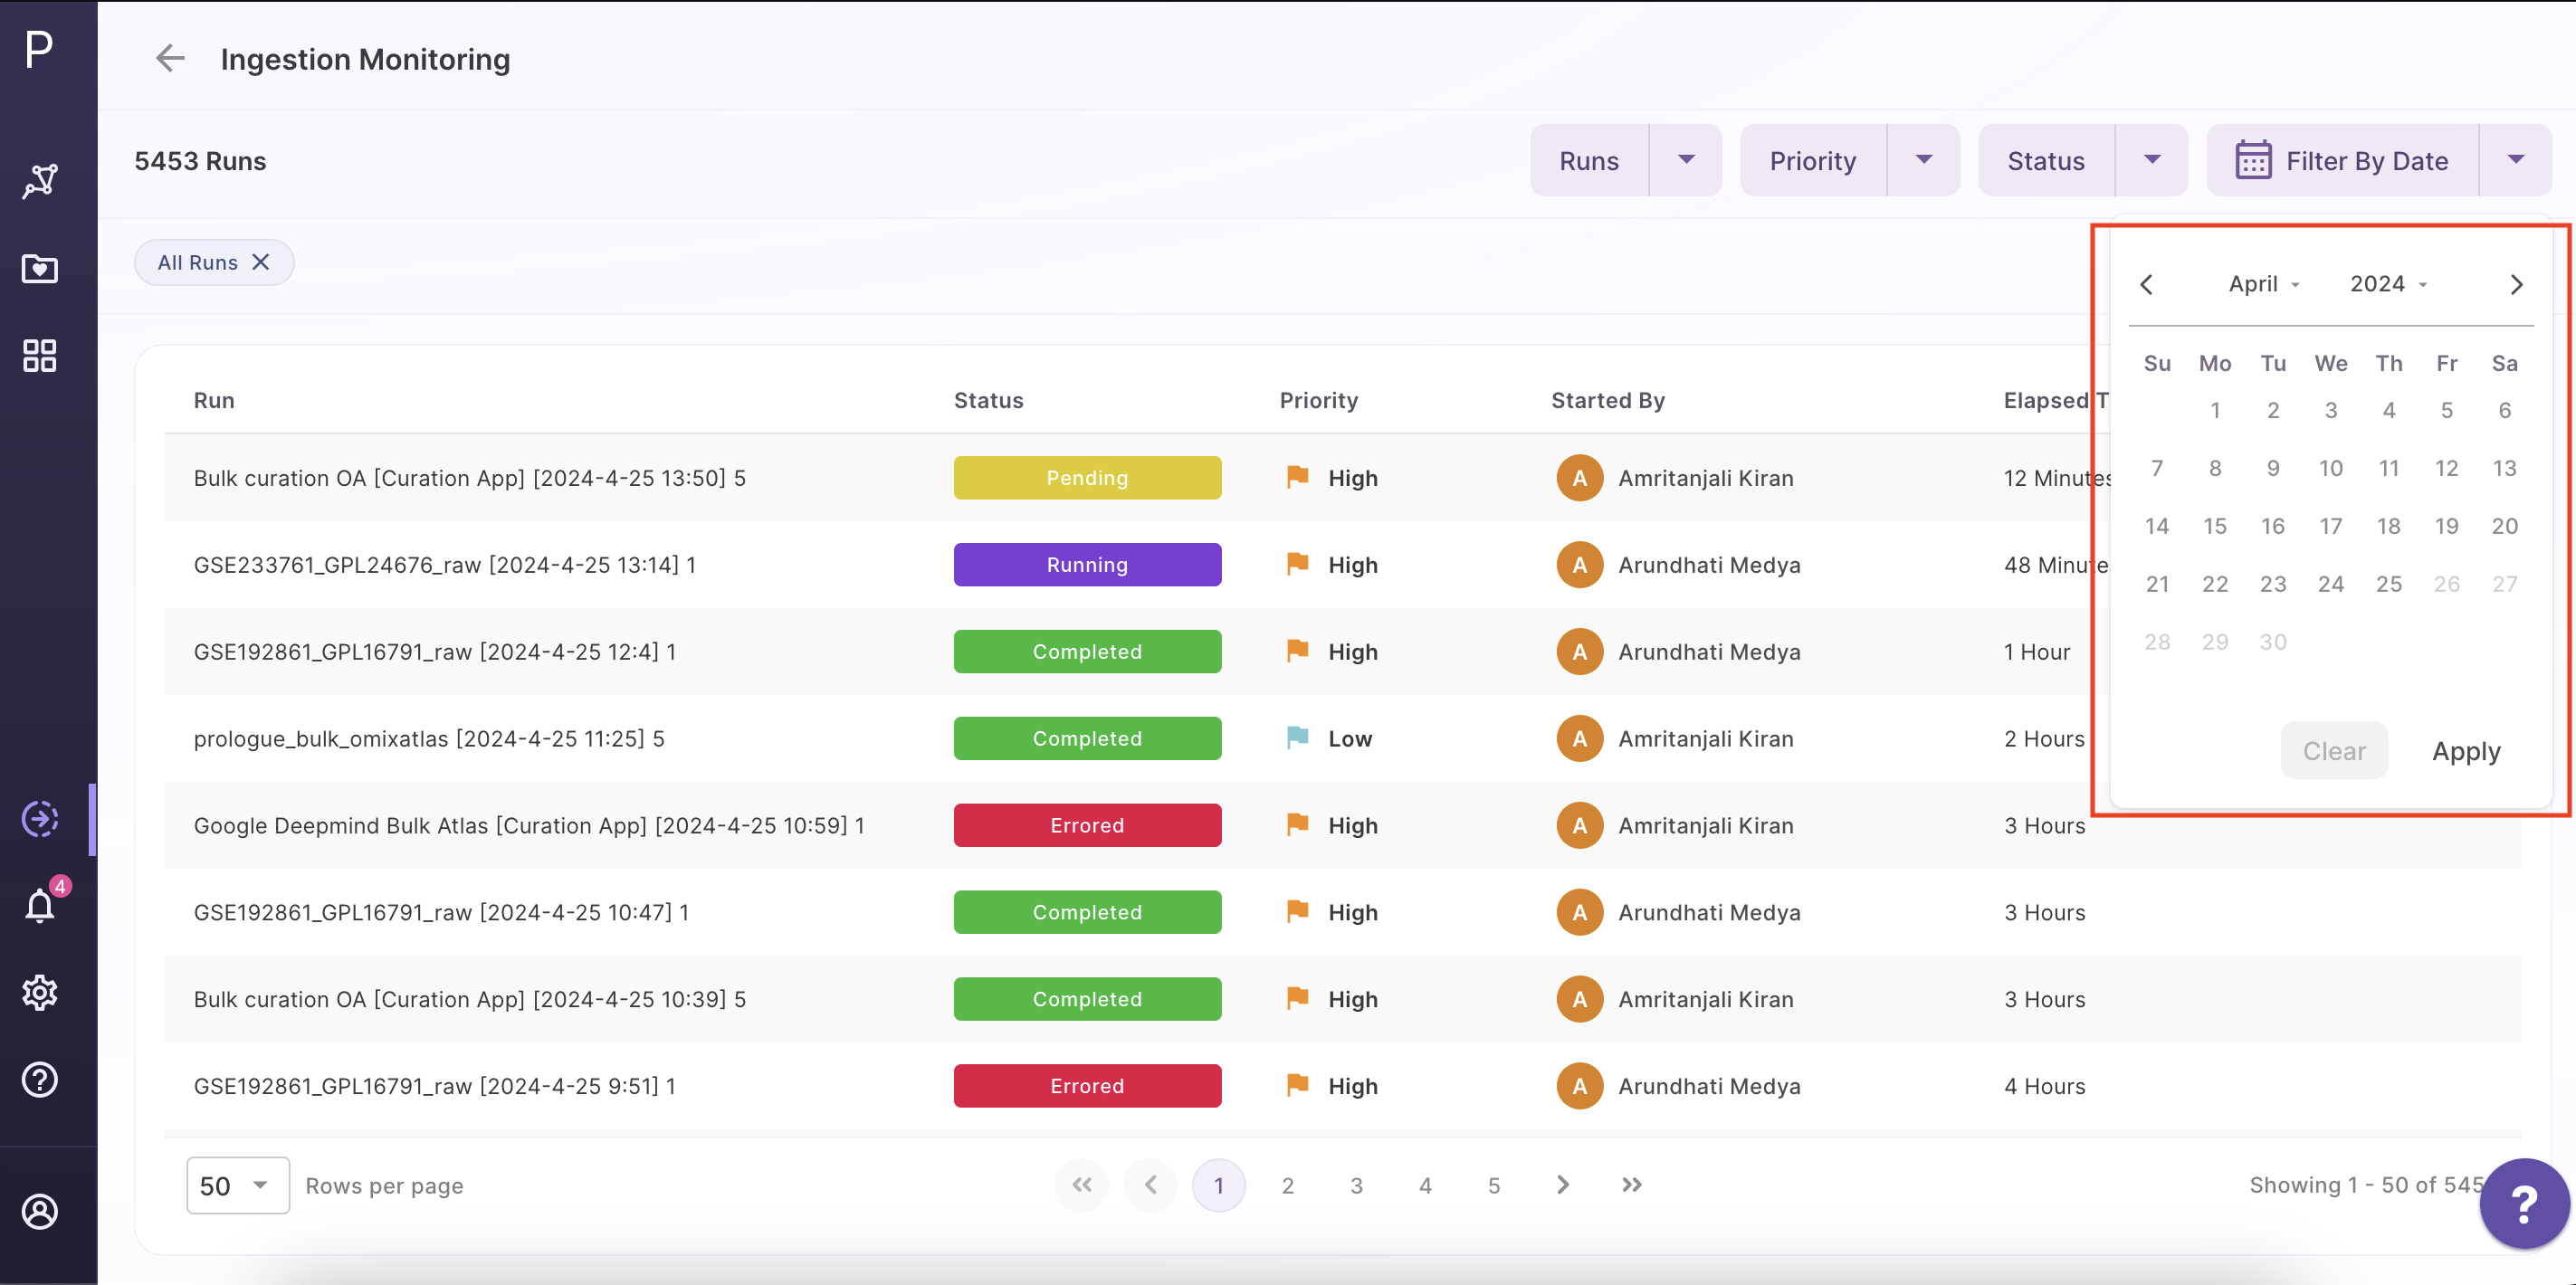 P
Ingestion Monitoring
5453 Runs
Runs
Priority
Status
Filter By Date
All Runs
April
2024
Su Mo Tu We Th Fr Sa
1 2 3 4 5 6
7 8 9 10 11 12 13
14 15 16 17 18 19 20
21 22 23 24 25 26 27
28 29 30
Clear
Apply
Run Status Priority Started By Elapsed T
Bulk curation OA [Curation App] [2024-4-25 13:50] 5 Pending High A Amritanjali Kiran 12 Minutes
GSE233761_GPL24676_raw [2024-4-25 13:14] 1 Running High A Arundhati Medya 48 Minute
GSE192861_GPL16791_raw [2024-4-25 12:4] 1 Completed High A Arundhati Medya 1 Hour
prologue_bulk_omixatlas [2024-4-25 11:25] 5 Completed Low A Amritanjali Kiran 2 Hours
Google Deepmind Bulk Atlas [Curation App] [2024-4-25 10:59] 1 Errored High A Amritanjali Kiran 3 Hours
GSE192861_GPL16791_raw [2024-4-25 10:47] 1 Completed High A Arundhati Medya 3 Hours
Bulk curation OA [Curation App] [2024-4-25 10:39] 5 Completed High A Amritanjali Kiran 3 Hours
GSE192861_GPL16791_raw [2024-4-25 9:51] 1 Errored High A Arundhati Medya 4 Hours
4
50 Rows per page
1 2 3 4 5
Showing 1 - 50 of 545
?